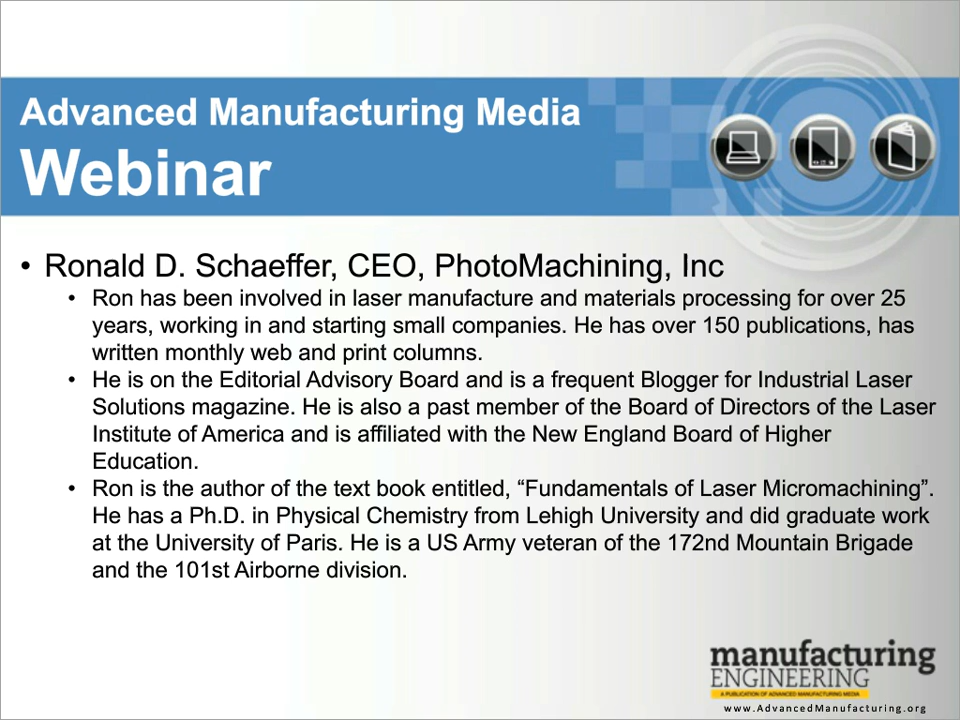 Advanced Manufacturing Media
Webinar
• Ronald D. Schaeffer, CEO, PhotoMachining, Inc
• Ron has been involved in laser manufacture and materials processing for over 25
years, working in and starting small companies. He has over 150 publications, has
written monthly web and print columns.
• He is on the Editorial Advisory Board and is a frequent Blogger for Industrial Laser
Solutions magazine. He is also a past member of the Board of Directors of the Laser
Institute of America and is affiliated with the New England Board of Higher
Education.
• Ron is the author of the text book entitled, “Fundamentals of Laser Micromachining”.
He has a Ph.D. in Physical Chemistry from Lehigh University and did graduate work
at the University of Paris. He is a US Army veteran of the 172nd Mountain Brigade
and the 101st Airborne division.
manufacturing
ENGINEERING
A PUBLICATION OF ADVANCED MANUFACTURING MEDIA
www.AdvancedManufacturing.org